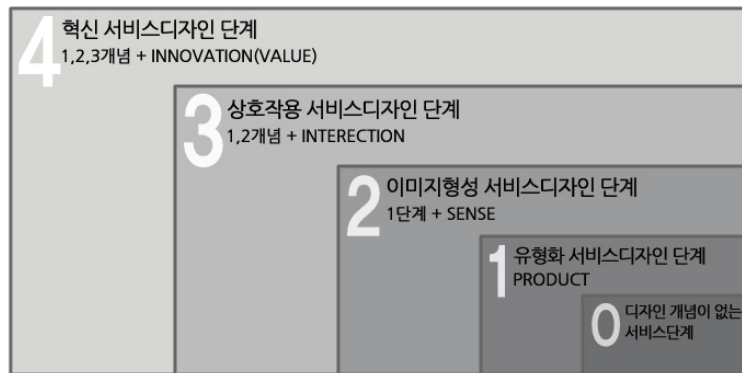 4 혁신 서비스디자인 단계
1,2,3개념 + INNOVATION(VALUE)
3 상호작용 서비스디자인 단계
1,2개념 + INTERECTION
2 이미지형성 서비스디자인 단계
1단계 + SENSE
1 유형화 서비스디자인 단계
PRODUCT
0 디자인 개념이 없는
서비스단계